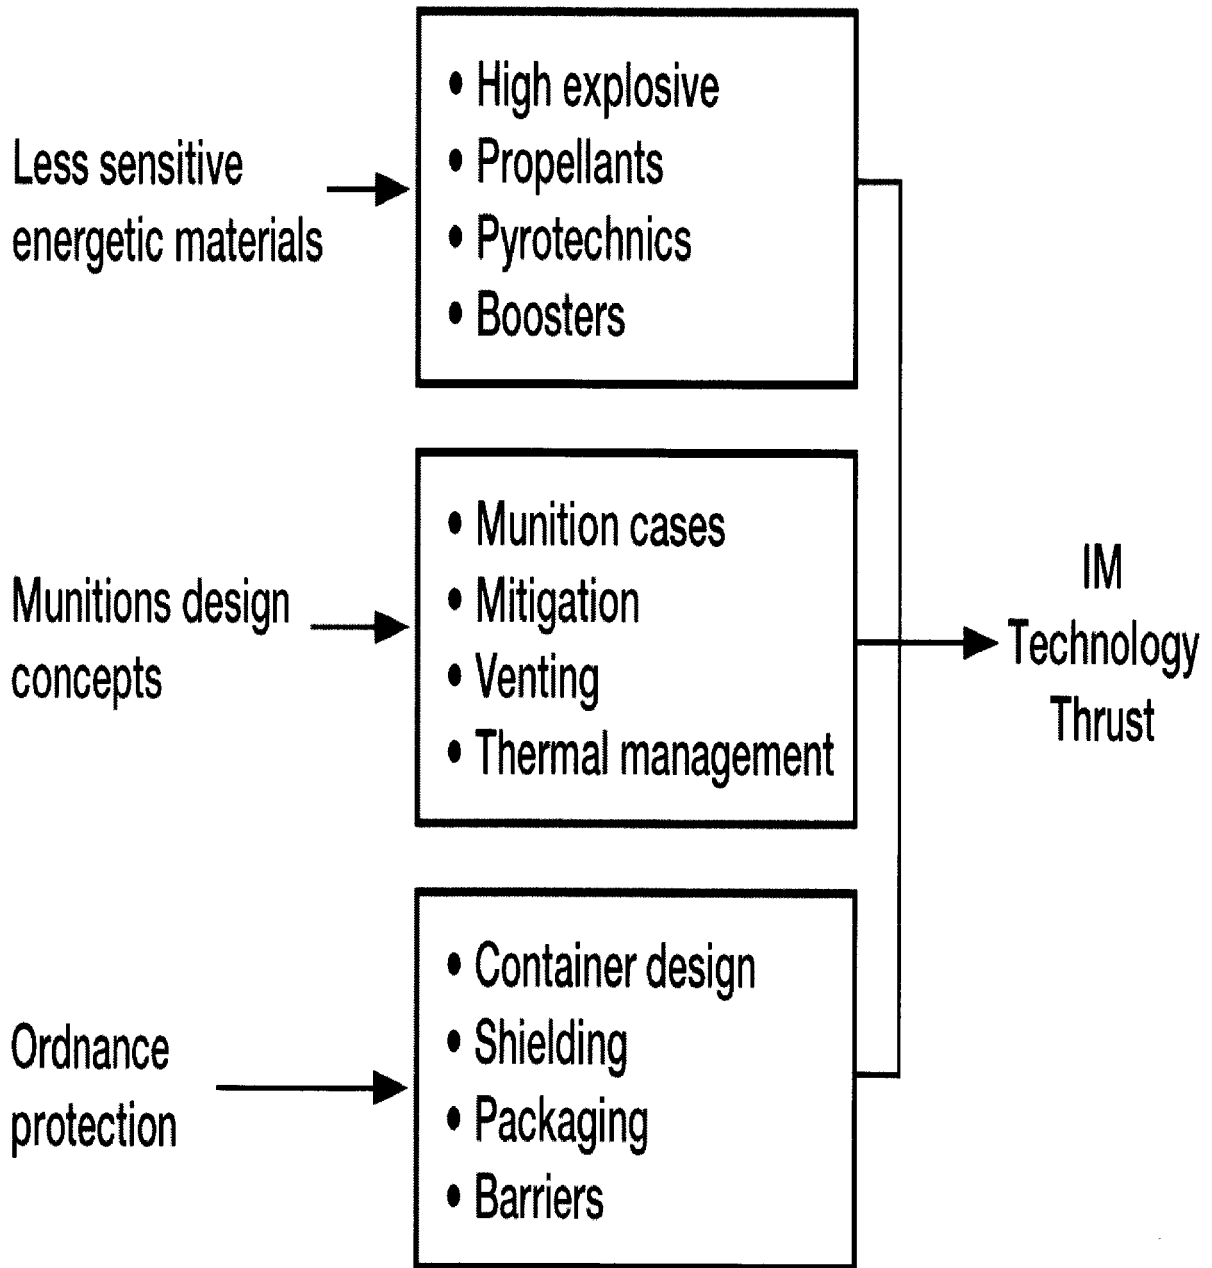 Less sensitive
energetic materials
• High explosive
• Propellants
• Pyrotechnics
• Boosters
Munitions design
concepts
• Munition cases
• Mitigation
• Venting
• Thermal management
Ordnance
protection
• Container design
• Shielding
• Packaging
• Barriers
IM
Technology
Thrust